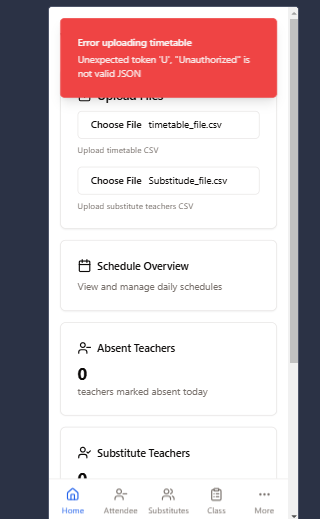 Error uploading timetable
Unexpected token 'U', "Unauthorized" is
not valid JSON
Upload Files
Choose File timetable_file.csv
Upload timetable CSV
Choose File Substitude_file.csv
Upload substitute teachers CSV
Schedule Overview
View and manage daily schedules
Absent Teachers
0
teachers marked absent today
Substitute Teachers
0
Home Attendee Substitutes Class More